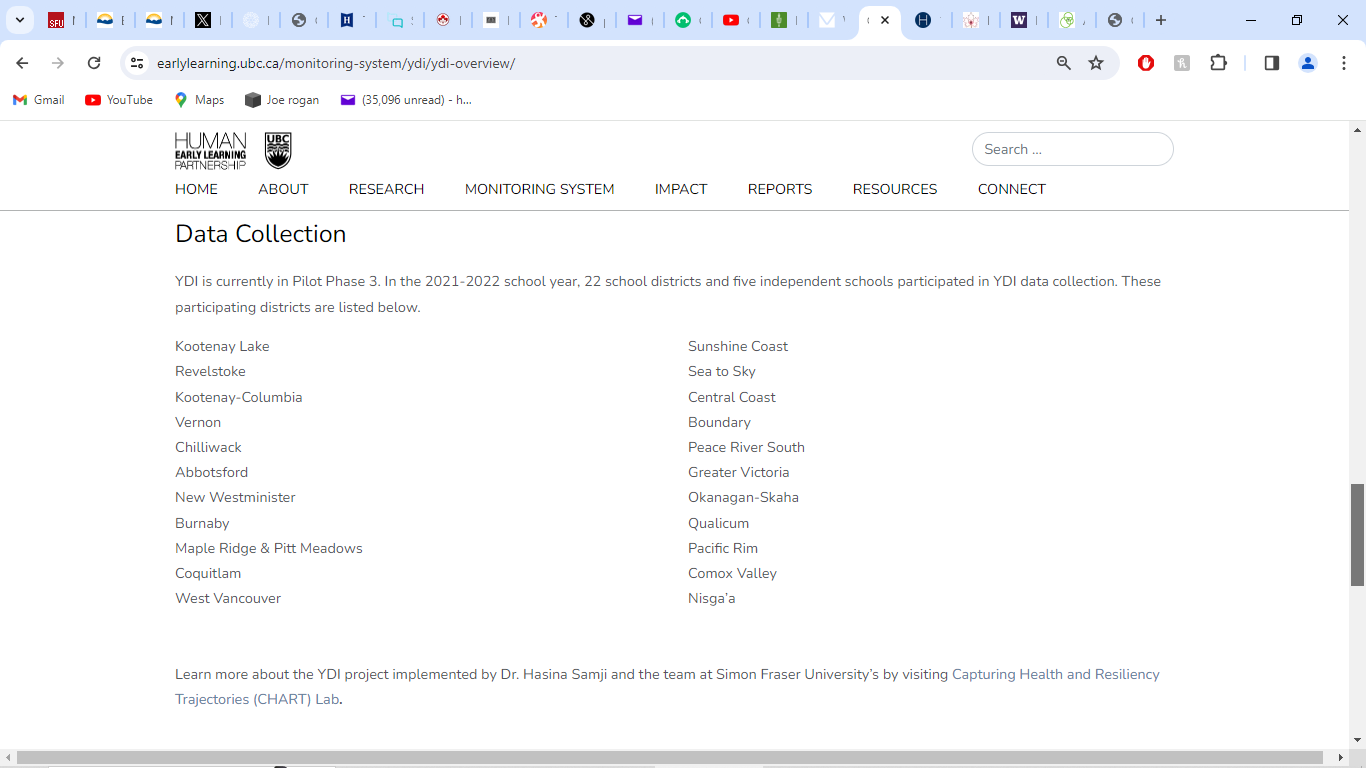 earlylearning.ubc.ca/monitoring-system/ydi/ydi-overview/
Gmail YouTube Maps Joe rogan (35,096 unread) - h...
HUMAN
EARLY LEARNING
PARTNERSHIP
UBC
Search ...
HOME ABOUT RESEARCH MONITORING SYSTEM IMPACT REPORTS RESOURCES CONNECT
Data Collection
YDI is currently in Pilot Phase 3. In the 2021-2022 school year, 22 school districts and five independent schools participated in YDI data collection. These
participating districts are listed below.
Kootenay Lake
Revelstoke
Kootenay-Columbia
Vernon
Chilliwack
Abbotsford
New Westminister
Burnaby
Maple Ridge & Pitt Meadows
Coquitlam
West Vancouver
Sunshine Coast
Sea to Sky
Central Coast
Boundary
Peace River South
Greater Victoria
Okanagan-Skaha
Qualicum
Pacific Rim
Comox Valley
Nisga’a
Learn more about the YDI project implemented by Dr. Hasina Samji and the team at Simon Fraser University’s by visiting Capturing Health and Resiliency
Trajectories (CHART) Lab.